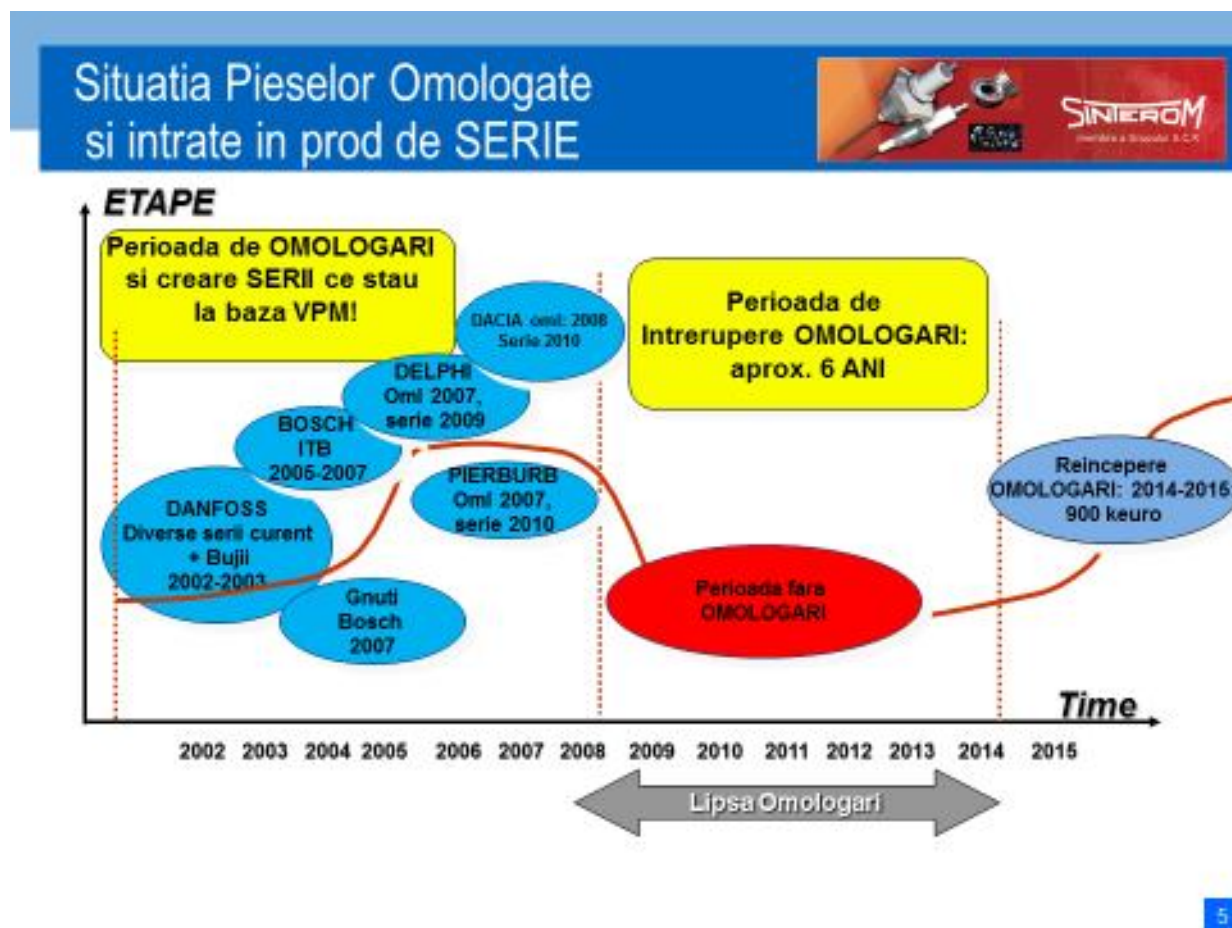 Situatia Pieselor Omologate
si intrate in prod de SERIE
SINTEROM
membra a Grupului S.C.R
ETAPE
Perioada de OMOLOGARI
si creare SERII ce stau
la baza VPM!
DACIA oml: 2008
Serie 2010
Perioada de
Intrerupere OMOLOGARI:
aprox. 6 ANI
DELPHI
Oml 2007,
serie 2009
BOSCH
ITB
2005-2007
PIERBURB
Oml 2007,
serie 2010
Reincepere
OMOLOGARI: 2014-2015
900 keuro
DANFOSS
Diverse serii curent
+ Bujii
2002-2003
Gnuti
Bosch
2007
Perioada fara
OMOLOGARI
Time
2002 2003 2004 2005 2006 2007 2008 2009 2010 2011 2012 2013 2014 2015
Lipsa Omologari
5